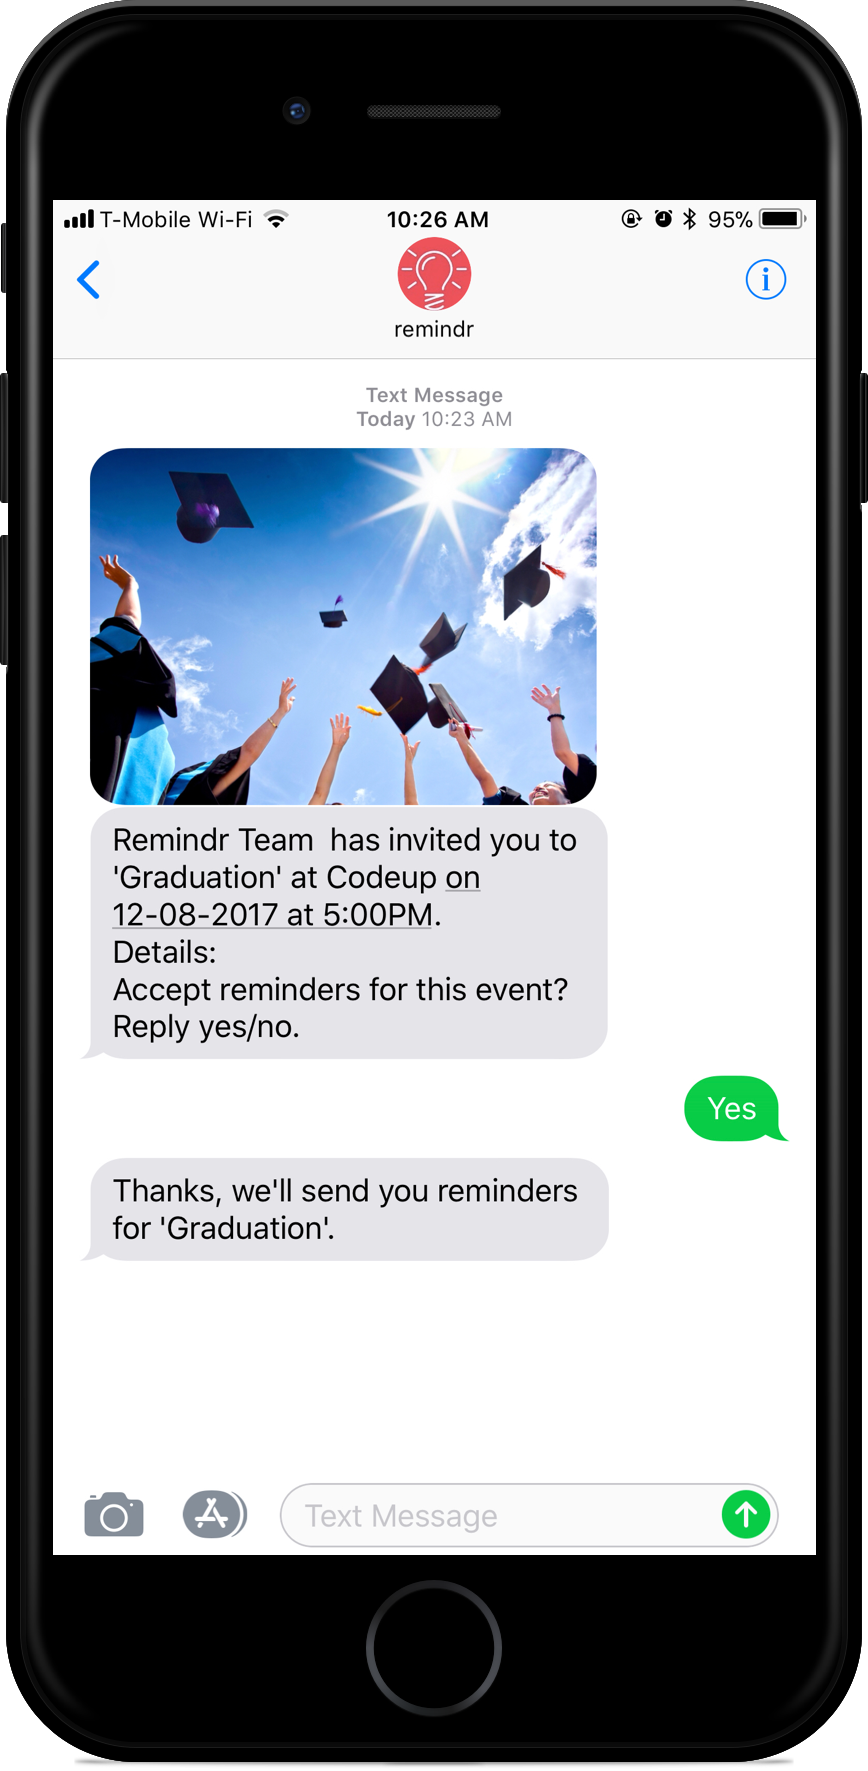 T-Mobile Wi-Fi 10:26 AM 95%
remindr
Text Message
Today 10:23 AM
Remindr Team  has invited you to
'Graduation' at Codeup on
12-08-2017 at 5:00PM.
Details:
Accept reminders for this event?
Reply yes/no.
Yes
Thanks, we'll send you reminders
for 'Graduation'.
Text Message